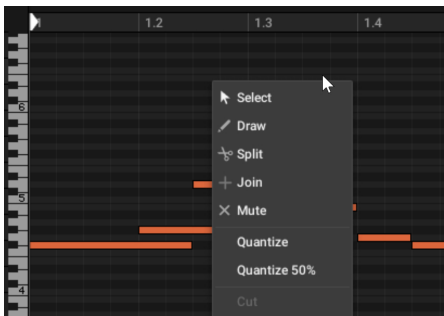 1.2
1.3
1.4
6
5
4
Select
Draw
Split
Join
Mute
Quantize
Quantize 50%
Cut